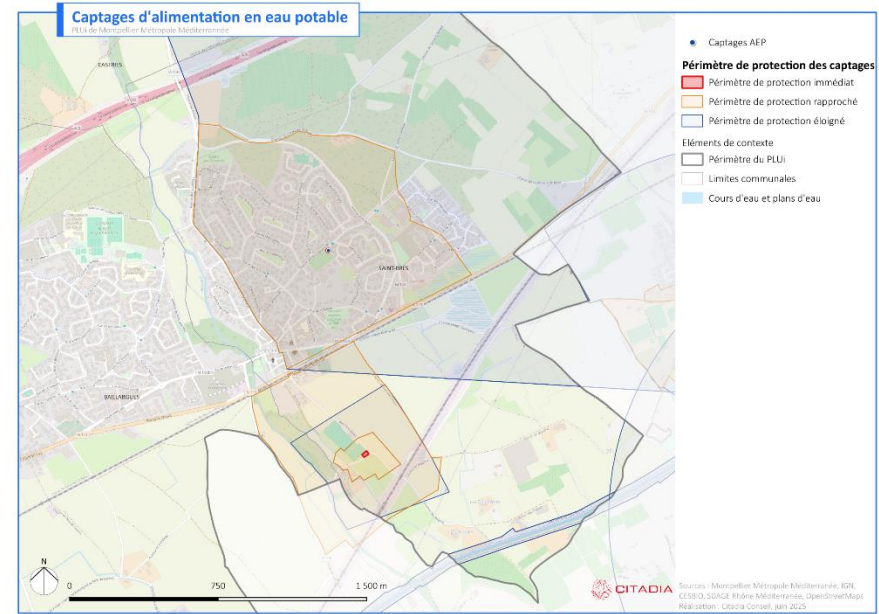 Captages d'alimentation en eau potable
PLUi de Montpellier Méditerranée Métropole
CASTRIES
SAINT-BRES
BAILLARGUES
N
0 750 1 500 m
Captages AEP
Périmètre de protection des captages
Périmètre de protection immédiat
Périmètre de protection rapproché
Périmètre de protection éloigné
Eléments de contexte
Périmètre du PLUi
Limites communales
Cours d'eau et plans d'eau
CITADIA
Sources : Montpellier Méditerranée Métropole, IGN,
CESBIO, SDAGE Rhône Méditerranée, OpenStreetMaps
Réalisation : Citadia Conseil, juin 2025